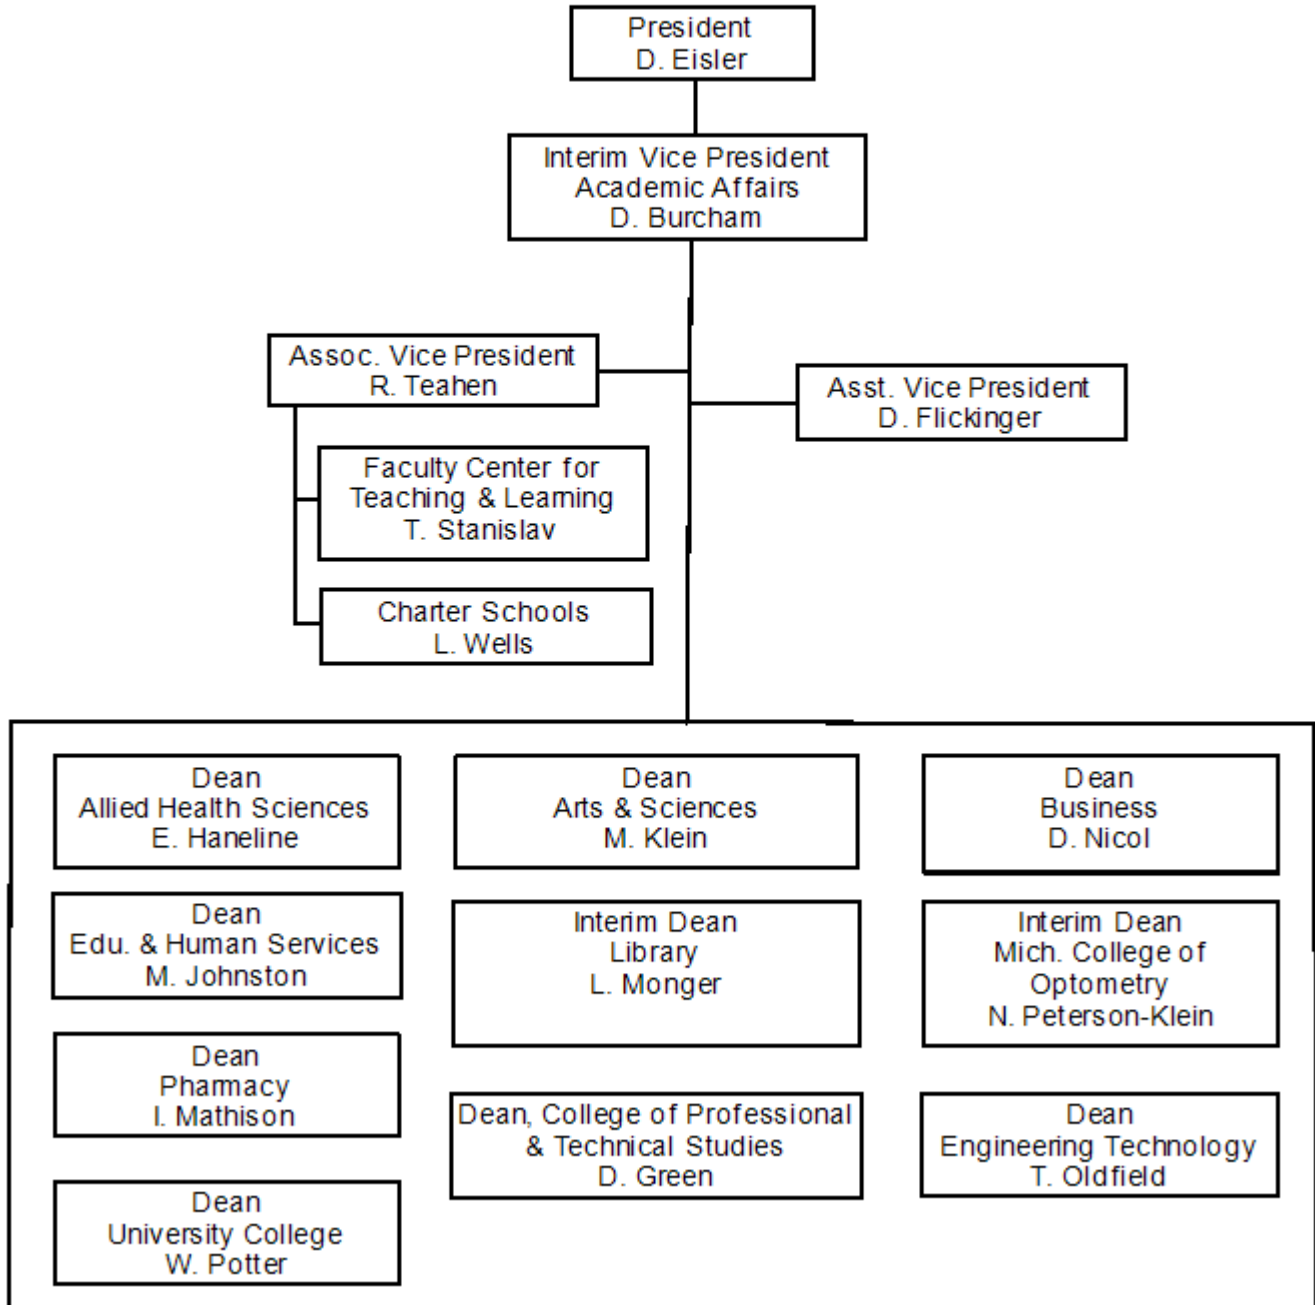 President
D. Eisler
Interim Vice President
Academic Affairs
D. Burcham
Assoc. Vice President
R. Teahen
Asst. Vice President
D. Flickinger
Faculty Center for
Teaching & Learning
T. Stanislav
Charter Schools
L. Wells
Dean
Allied Health Sciences
E. Haneline
Dean
Arts & Sciences
M. Klein
Dean
Business
D. Nicol
Dean
Edu. & Human Services
M. Johnston
Interim Dean
Library
L. Monger
Interim Dean
Mich. College of
Optometry
N. Peterson-Klein
Dean
Pharmacy
I. Mathison
Dean, College of Professional
& Technical Studies
D. Green
Dean
Engineering Technology
T. Oldfield
Dean
University College
W. Potter